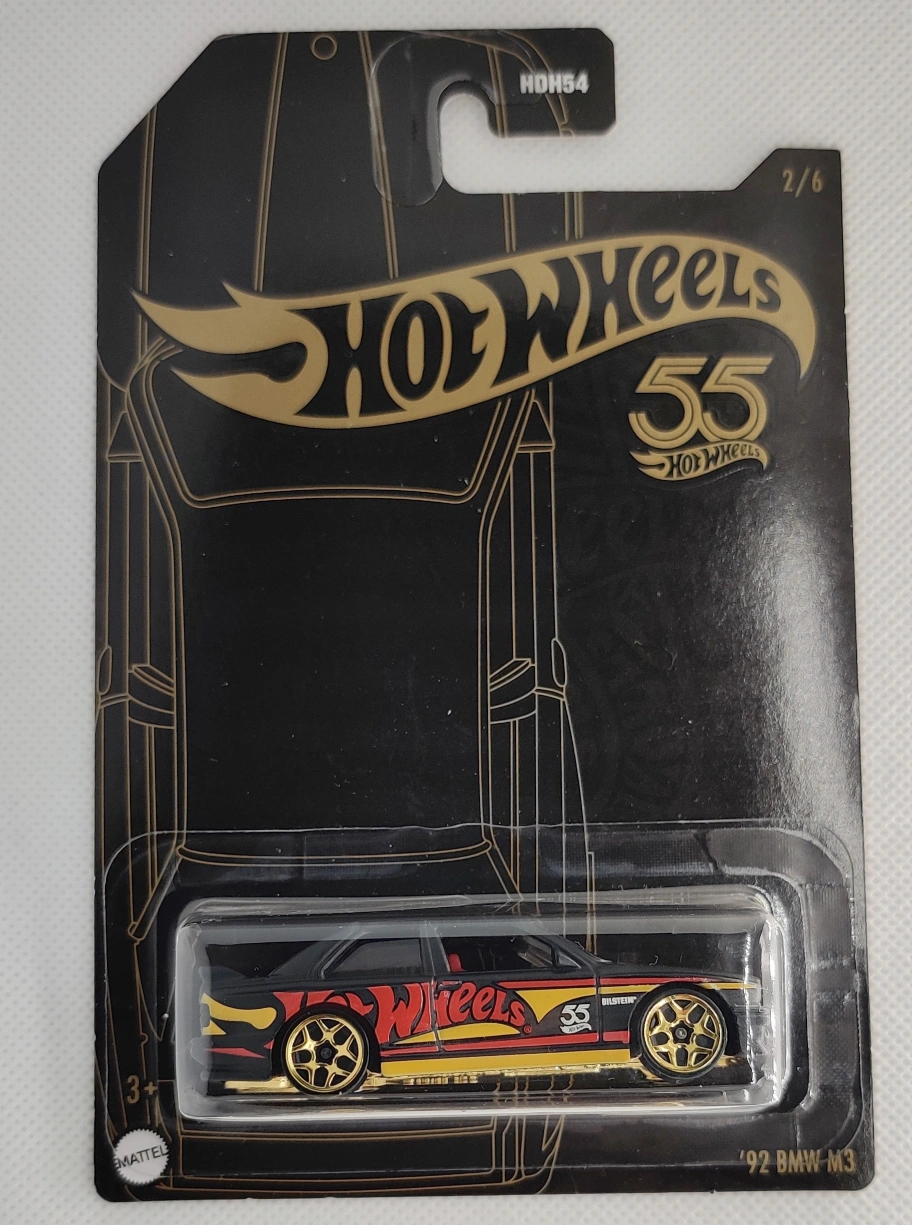 HDH54
2/6
HOT WHEELS
55
HOT WHEELS
HOT WHEELS
®
55
BILSTEIN
3+
MATTEL
'92 BMW M3